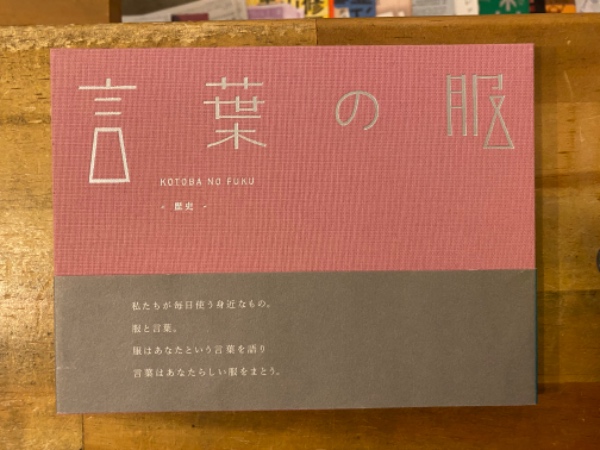 言葉の服
KOTOBA NO FUKU
- 歴史 -
私たちが毎日使う身近なもの。
服と言葉。
服はあなたという言葉を語り
言葉はあなたらしい服をまとう。